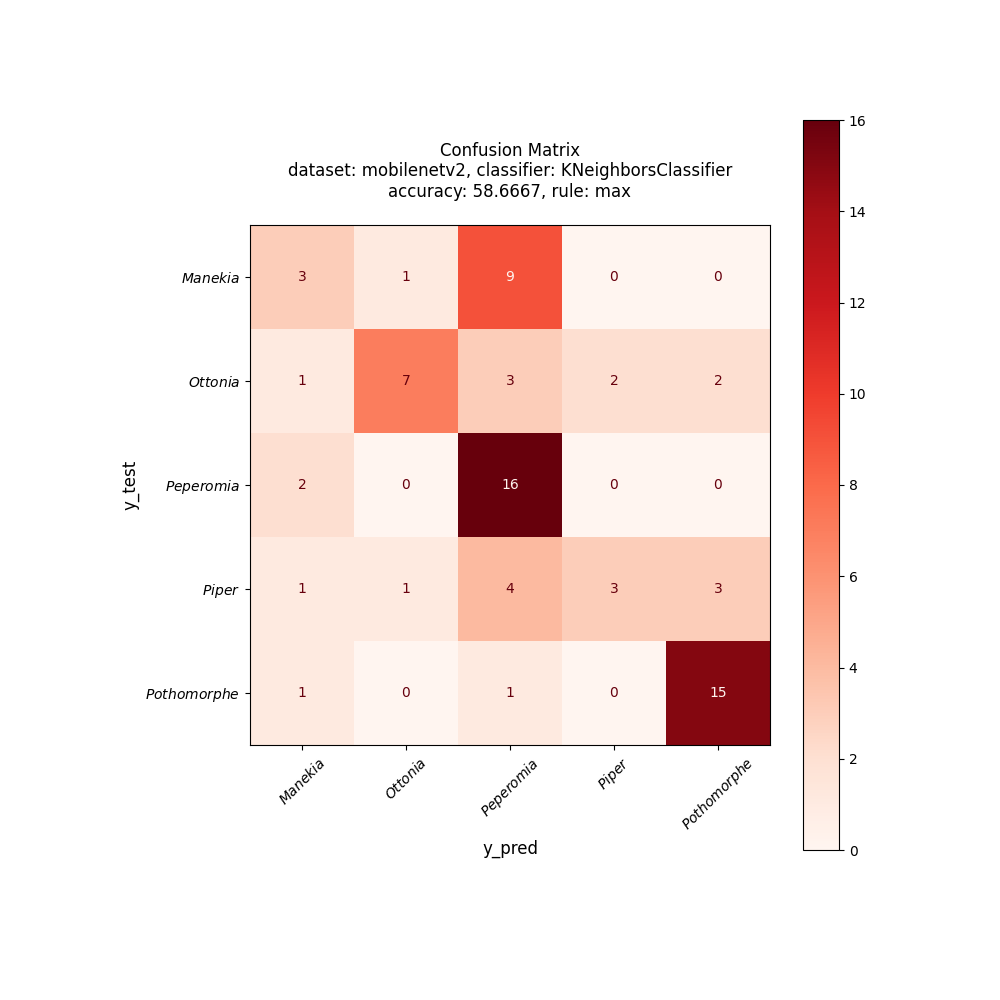 Confusion Matrix
dataset: mobilenetv2, classifier: KNeighborsClassifier
accuracy: 58.6667, rule: max
16
14
12
10
8
6
4
2
0
y_test
Manekia 3 1 9 0 0
Ottonia 1 7 3 2 2
Peperomia 2 0 16 0 0
Piper 1 1 4 3 3
Pothomorphe 1 0 1 0 15
Manekia Ottonia Peperomia Piper Pothomorphe
y_pred